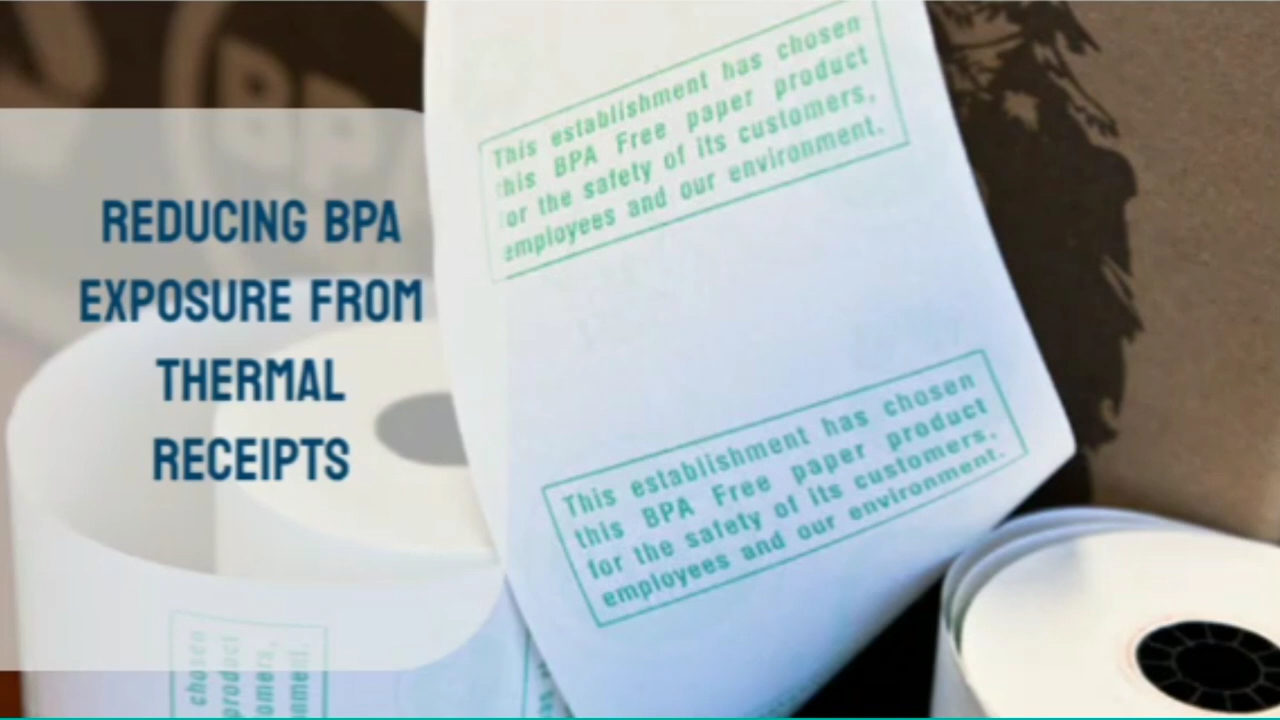 REDUCING BPA
EXPOSURE FROM
THERMAL
RECEIPTS
This establishment has chosen
this BPA Free paper product
for the safety of its customers,
employees and our environment.
This establishment has chosen
this BPA Free paper product
for the safety of its customers,
employees and our environment.
chosen
product